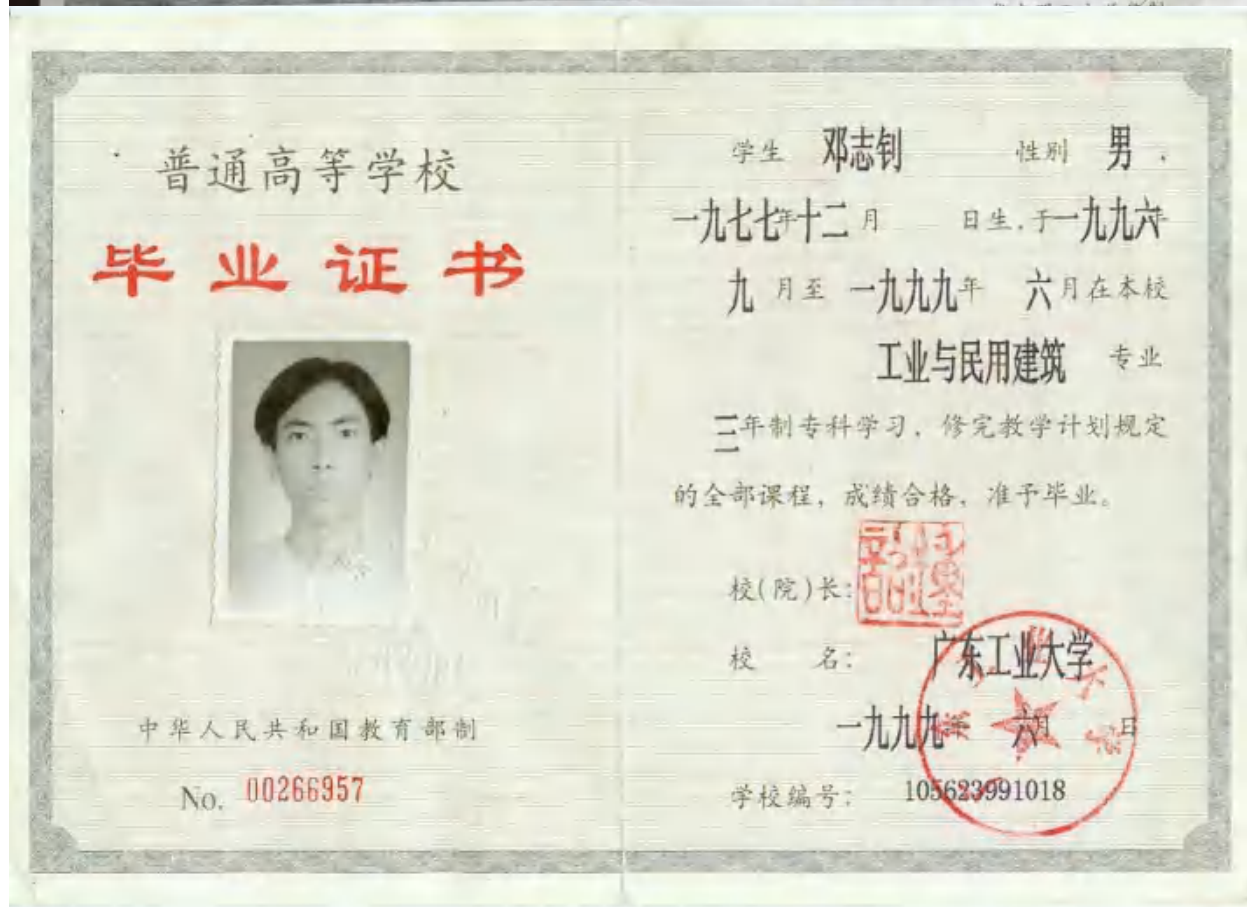 普通高等学校
毕业证书
中华人民共和国教育部制
No. 00266957
学生 邓志钊 性别 男 ,
一九七七年十二月 日生,于一九九六年
九月至 一九九九年 六月在本校
工业与民用建筑 专业
三年制专科学习,修完教学计划规定
的全部课程,成绩合格,准予毕业。
校(院)长:
校 名: 广东工业大学
一九九九年 六月 日
学校编号: 105623991018